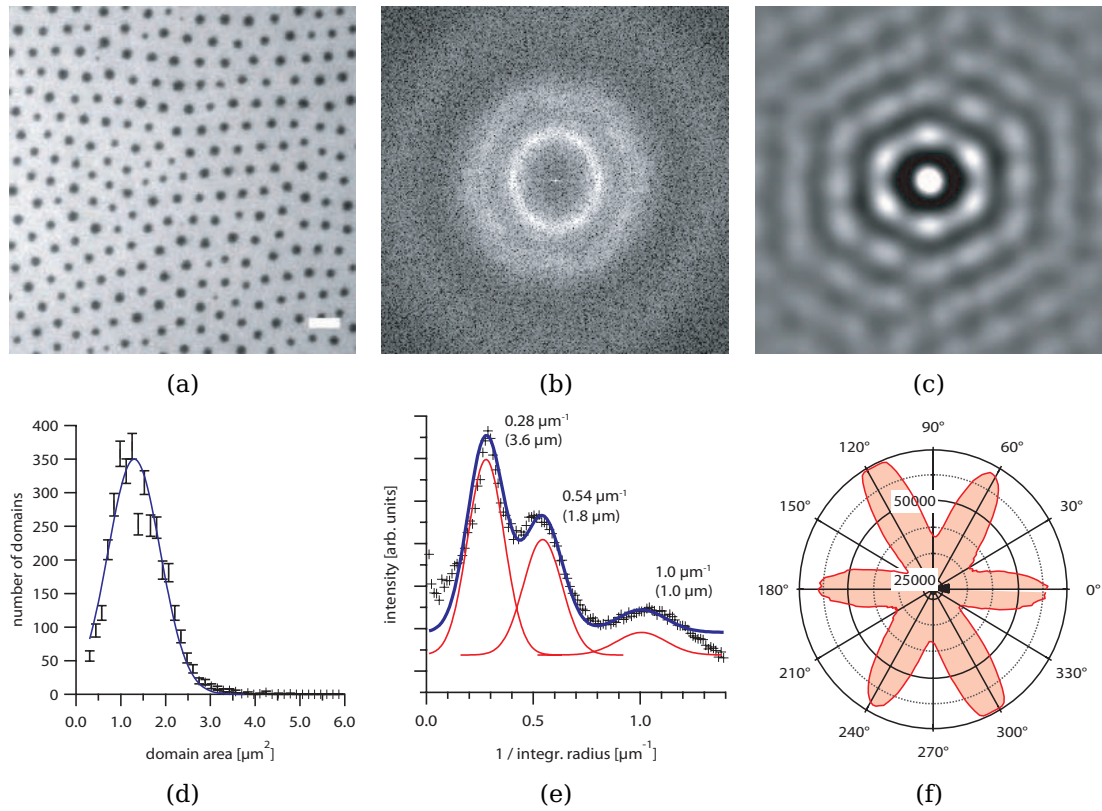 (a)
(b)
(c)
400
350
300
250
200
150
100
50
0
number of domains
0.0
1.0
2.0
3.0
4.0
5.0
6.0
domain area [µm²]
(d)
0.28 µm⁻¹
(3.6 µm)
0.54 µm⁻¹
(1.8 µm)
1.0 µm⁻¹
(1.0 µm)
intensity [arb. units]
0.0
0.5
1.0
1 / integr. radius [µm⁻¹]
(e)
90°
120°
60°
150°
30°
50000
180°
25000
0°
210°
330°
240°
300°
270°
(f)